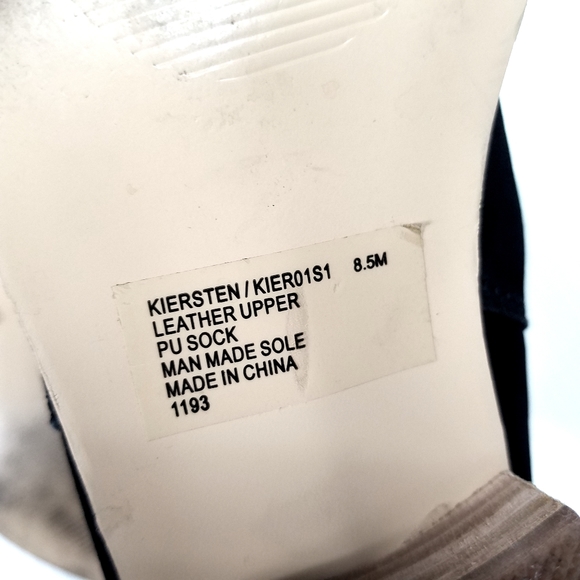 KIERSTEN / KIER01S1 8.5M
LEATHER UPPER
PU SOCK
MAN MADE SOLE
MADE IN CHINA
1193